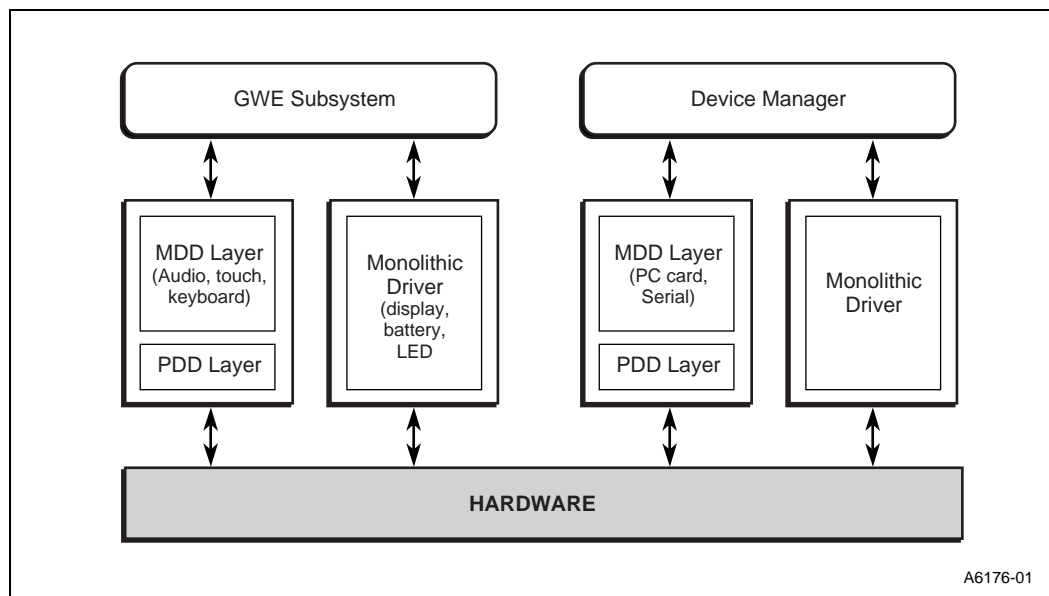 GWE Subsystem
Device Manager
MDD Layer
(Audio, touch,
keyboard)
PDD Layer
Monolithic
Driver
(display,
battery,
LED
MDD Layer
(PC card,
Serial)
PDD Layer
Monolithic
Driver
HARDWARE
A6176-01